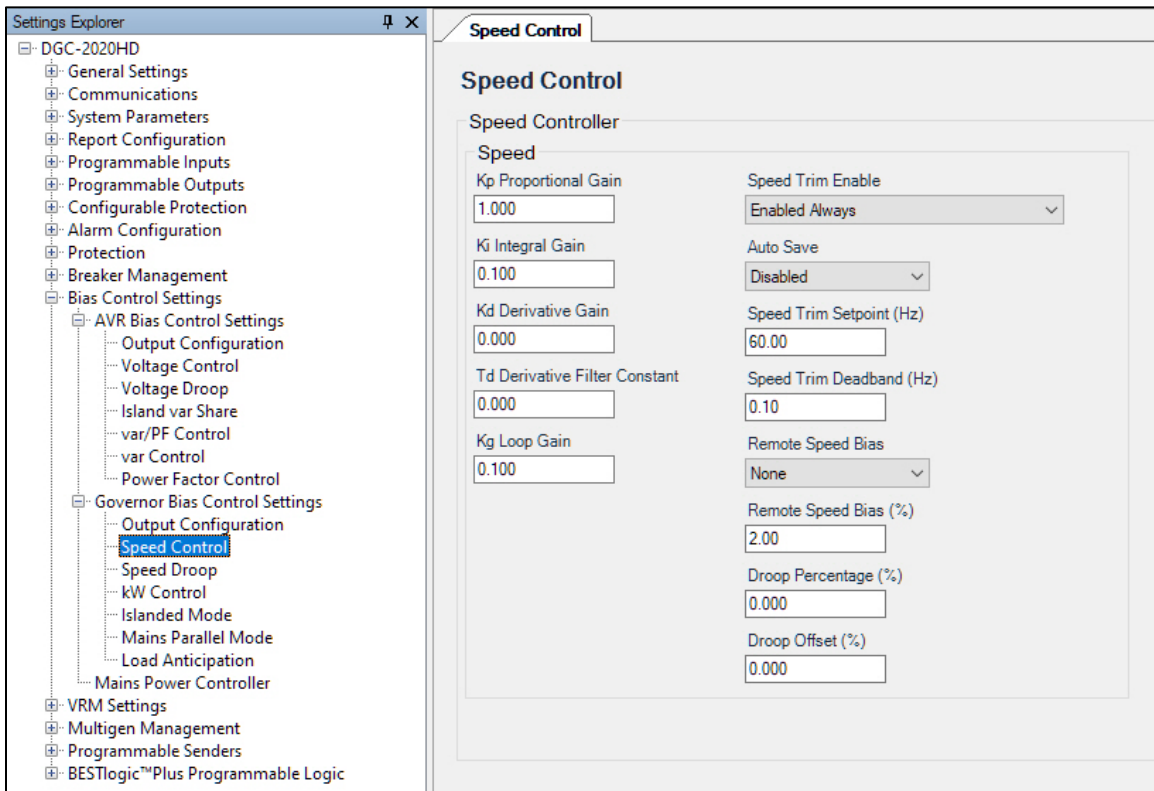 Settings Explorer
DGC-2020HD
General Settings
Communications
System Parameters
Report Configuration
Programmable Inputs
Programmable Outputs
Configurable Protection
Alarm Configuration
Protection
Breaker Management
Bias Control Settings
AVR Bias Control Settings
Output Configuration
Voltage Control
Voltage Droop
Island var Share
var/PF Control
var Control
Power Factor Control
Governor Bias Control Settings
Output Configuration
Speed Control
Speed Droop
kW Control
Islanded Mode
Mains Parallel Mode
Load Anticipation
Mains Power Controller
VRM Settings
Multigen Management
Programmable Senders
BESTlogic™Plus Programmable Logic
Speed Control
Speed Control
Speed Controller
Speed
Kp Proportional Gain
1.000
Ki Integral Gain
0.100
Kd Derivative Gain
0.000
Td Derivative Filter Constant
0.000
Kg Loop Gain
0.100
Speed Trim Enable
Enabled Always
Auto Save
Disabled
Speed Trim Setpoint (Hz)
60.00
Speed Trim Deadband (Hz)
0.10
Remote Speed Bias
None
Remote Speed Bias (%)
2.00
Droop Percentage (%)
0.000
Droop Offset (%)
0.000